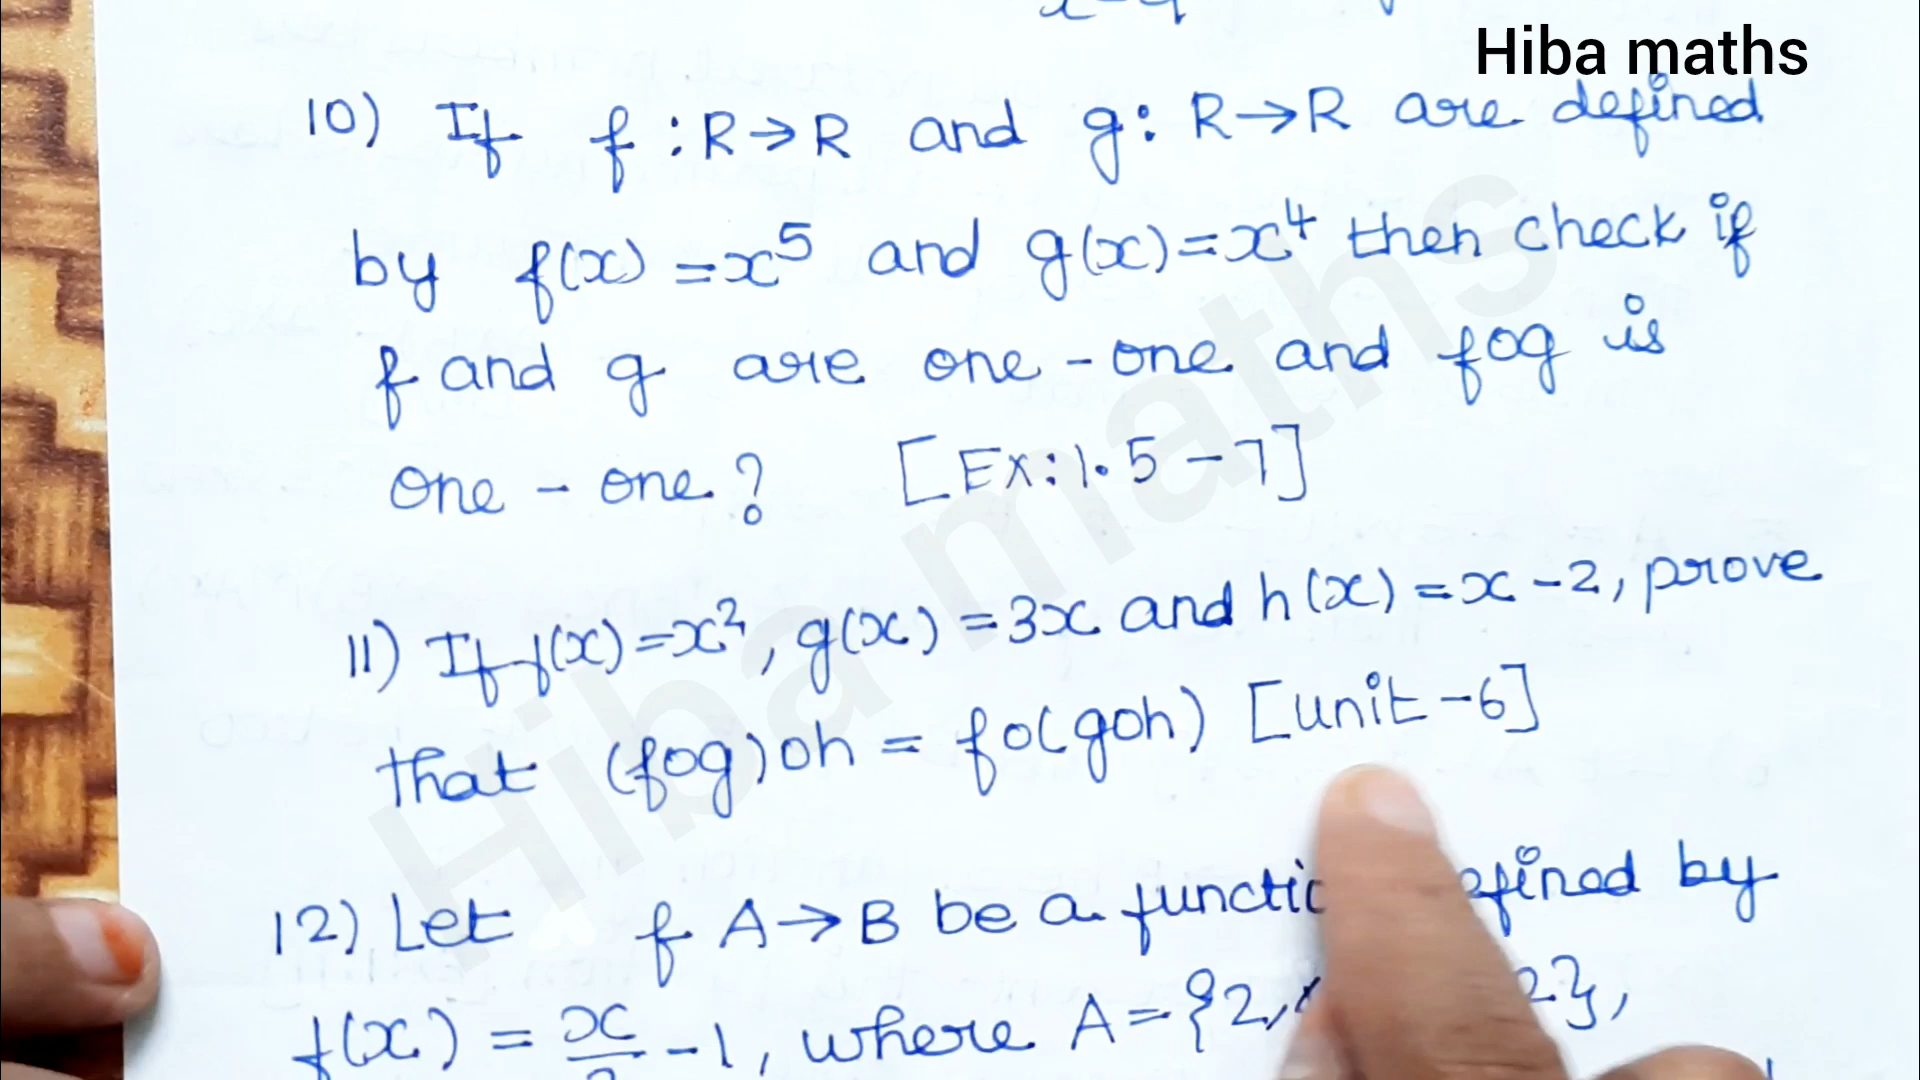 Hiba maths
10) If f : R→R and g: R→R are defined
by f(x) = x⁵ and g(x)=x⁴ then check if
f and g are one-one and fog is
one - one? [Ex:1.5-7]
11) If f(x)=x², g(x)=3x and h(x)=x-2, prove
that (fog)oh = fo(goh) [unit-6]
12) Let f A→B be a by
f(x) = -1, where A={2,
Hiba maths